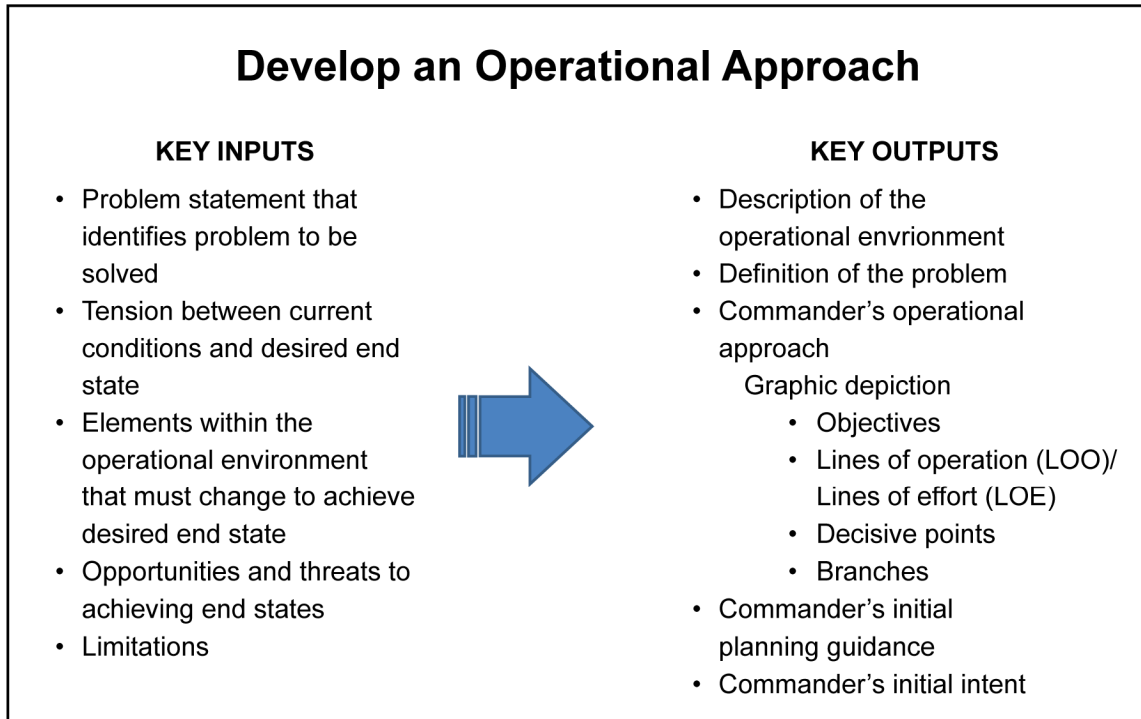 Develop an Operational Approach
KEY INPUTS
• Problem statement that
identifies problem to be
solved
• Tension between current
conditions and desired end
state
• Elements within the
operational environment
that must change to achieve
desired end state
• Opportunities and threats to
achieving end states
• Limitations
KEY OUTPUTS
• Description of the
operational envrionment
• Definition of the problem
• Commander’s operational
approach
Graphic depiction
• Objectives
• Lines of operation (LOO)/
Lines of effort (LOE)
• Decisive points
• Branches
• Commander’s initial
planning guidance
• Commander’s initial intent